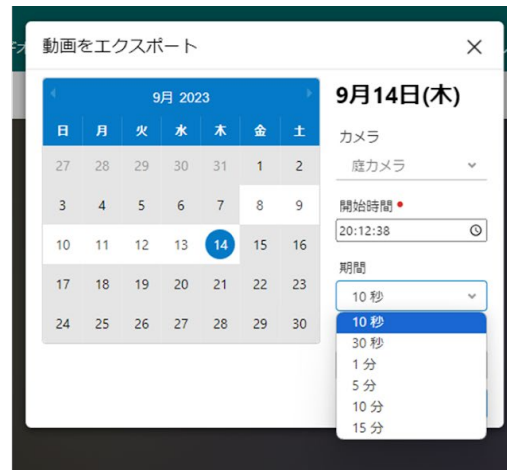 動画をエクスポート
9月 2023
日 月 火 水 木 金 土
27 28 29 30 31 1 2
3 4 5 6 7 8 9
10 11 12 13 14 15 16
17 18 19 20 21 22 23
24 25 26 27 28 29 30
9月14日(木)
カメラ
庭カメラ
開始時間
20:12:38
期間
10 秒
10 秒
30 秒
1 分
5 分
10 分
15 分